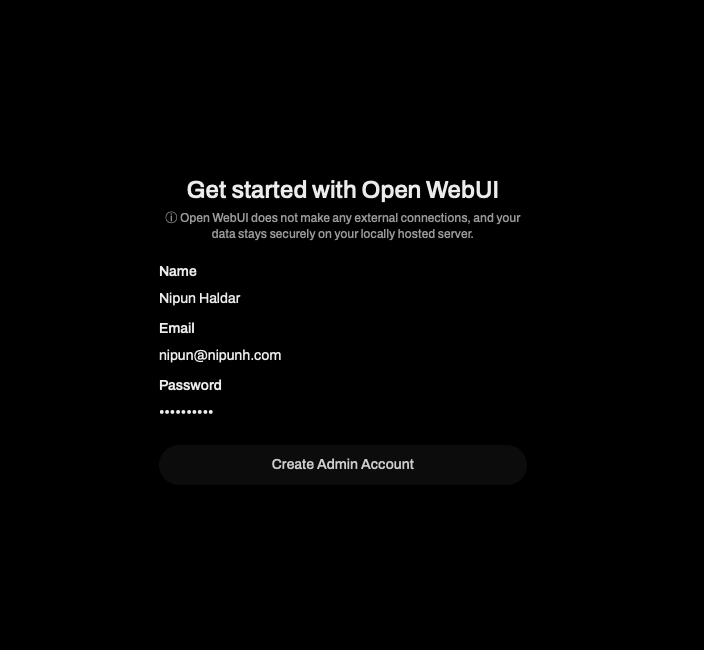 Get started with Open WebUI
ⓘ Open WebUI does not make any external connections, and your
data stays securely on your locally hosted server.
Name
Nipun Haldar
Email
nipun@nipunh.com
Password
••••••••••
Create Admin Account